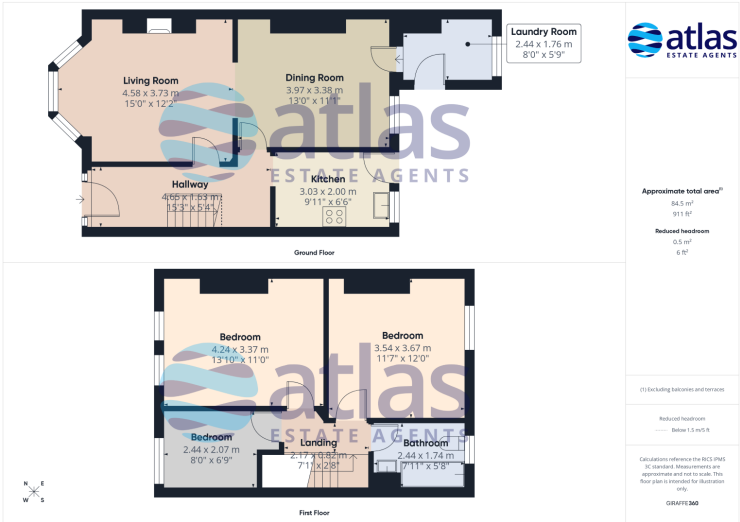 Living Room
4.58 x 3.73 m
15'0" x 12'2"
Dining Room
3.97 x 3.38 m
13'0" x 11'1"
Laundry Room
2.44 x 1.76 m
8'0" x 5'9"
Hallway
4.65 x 1.63 m
15'3" x 5'4"
Kitchen
3.03 x 2.00 m
9'11" x 6'6"
atlas
ESTATE AGENTS
Ground Floor
Bedroom
4.24 x 3.37 m
13'10" x 11'0"
Bedroom
3.54 x 3.67 m
11'7" x 12'0"
Bedroom
2.44 x 2.07 m
8'0" x 6'9"
Landing
2.17 x 0.82 m
7'1" x 2'8"
Bathroom
2.44 x 1.74 m
7'11" x 5'8"
atlas
ESTATE AGENTS
N E
W S
First Floor
atlas
ESTATE AGENTS
Approximate total area(1)
84.5 m²
911 ft²
Reduced headroom
0.5 m²
6 ft²
(1) Excluding balconies and terraces
Reduced headroom
Below 1.5 m/5 ft
Calculations reference the RICS IPMS
3C standard. Measurements are
approximate and not to scale. This
floor plan is intended for illustration
only.
GIRAFFE360